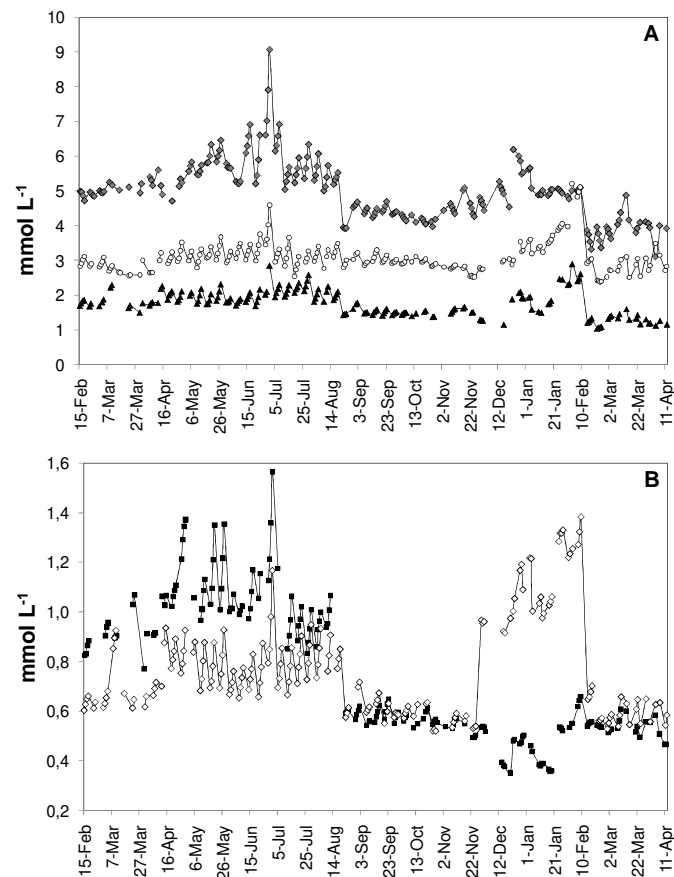 A
10
9
8
7
6
5
4
3
2
1
0
mmol L-1
15-Feb
7-Mar
27-Mar
16-Apr
6-May
26-May
15-Jun
5-Jul
25-Jul
14-Aug
3-Sep
23-Sep
13-Oct
2-Nov
22-Nov
12-Dec
1-Jan
21-Jan
10-Feb
2-Mar
22-Mar
11-Apr
B
1,6
1,4
1,2
1,0
0,8
0,6
0,4
0,2
mmol L-1
15-Feb
7-Mar
27-Mar
16-Apr
6-May
26-May
15-Jun
5-Jul
25-Jul
14-Aug
3-Sep
23-Sep
13-Oct
2-Nov
22-Nov
12-Dec
1-Jan
21-Jan
10-Feb
2-Mar
22-Mar
11-Apr